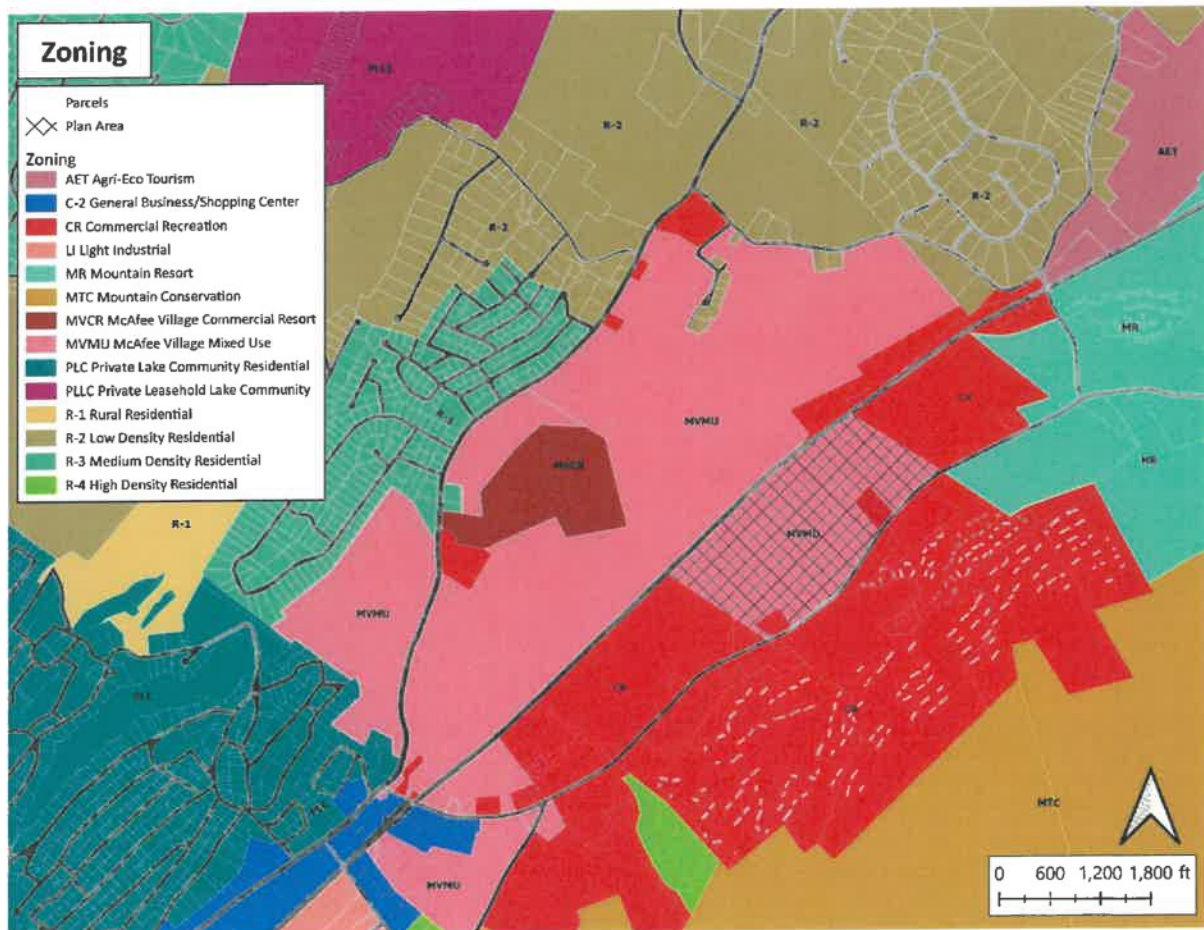 Zoning
Parcels
Plan Area
Zoning
AET Agri-Eco Tourism
C-2 General Business/Shopping Center
CR Commercial Recreation
LI Light Industrial
MR Mountain Resort
MTC Mountain Conservation
MVCR McAfee Village Commercial Resort
MVMU McAfee Village Mixed Use
PLC Private Lake Community Residential
PLLC Private Leasehold Lake Community
R-1 Rural Residential
R-2 Low Density Residential
R-3 Medium Density Residential
R-4 High Density Residential
PLLC
R-2
R-2
AET
R-2
R-2
MR
R-3
CR
MVMU
MVCR
MR
R-1
MVMU
MVMU
PLC
CR
CR
MTC
PLC
MVMU
0 600 1,200 1,800 ft